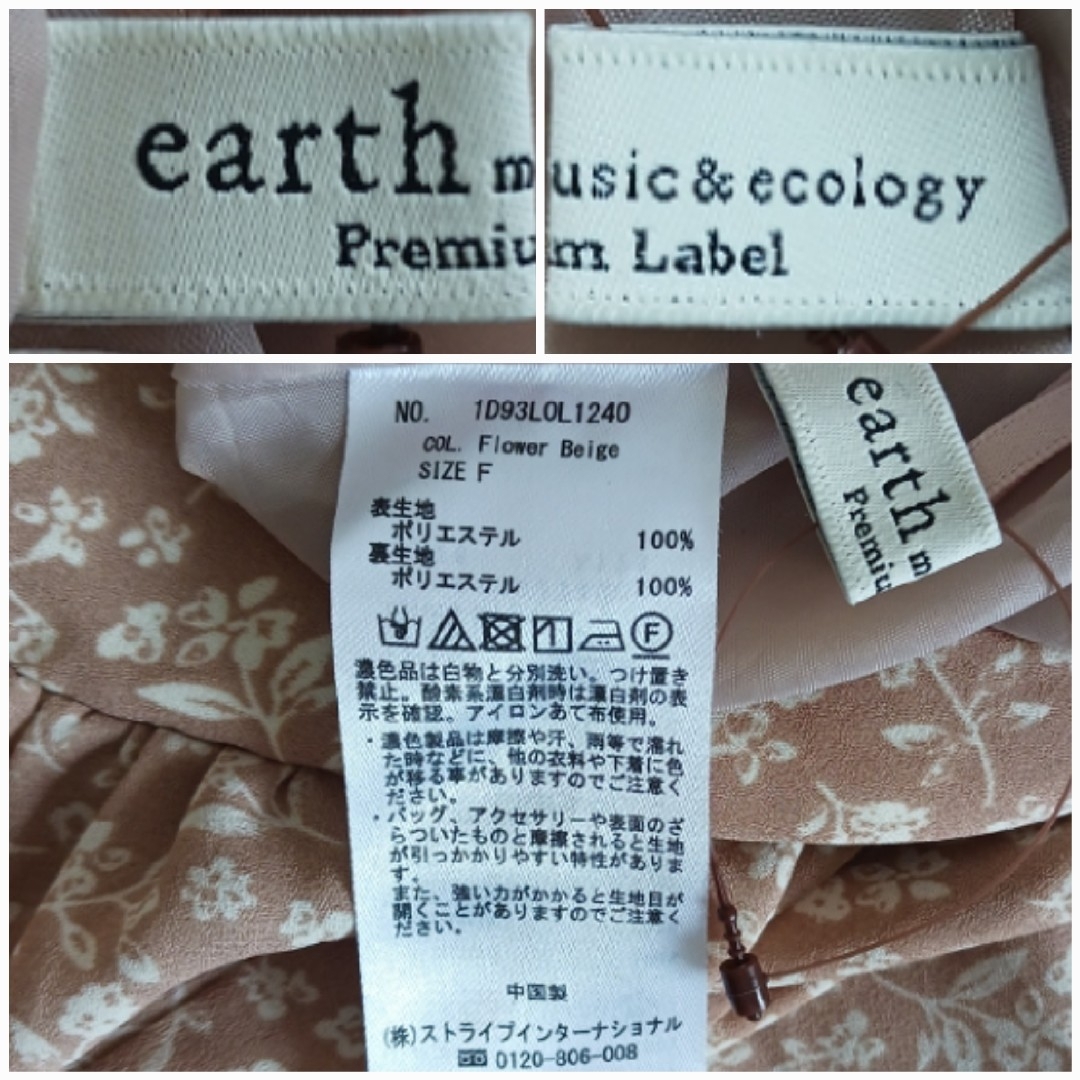 earth music&ecology
Premium Label
earth m
Premiu
NO. 1D93L0L1240
COL. Flower Beige
SIZE F
表生地
ポリエステル 100%
裏生地
ポリエステル 100%
F
濃色品は白物と分別洗い。つけ置き
禁止。酸素系漂白剤時は漂白剤の表
示を確認。アイロンあて布使用。
・濃色製品は摩擦や汗、雨等で濡れ
た時などに、他の衣料や下着に色
が移る事がありますのでご注意く
ださい。
・バッグ、アクセサリーや表面のざ
らついたものと摩擦されると生地
が引っかかりやすい特性がありま
す。
また、強い力がかかると生地目が
開くことがありますのでご注意く
ださい。
中国製
(株)ストライプインターナショナル
0120-806-008